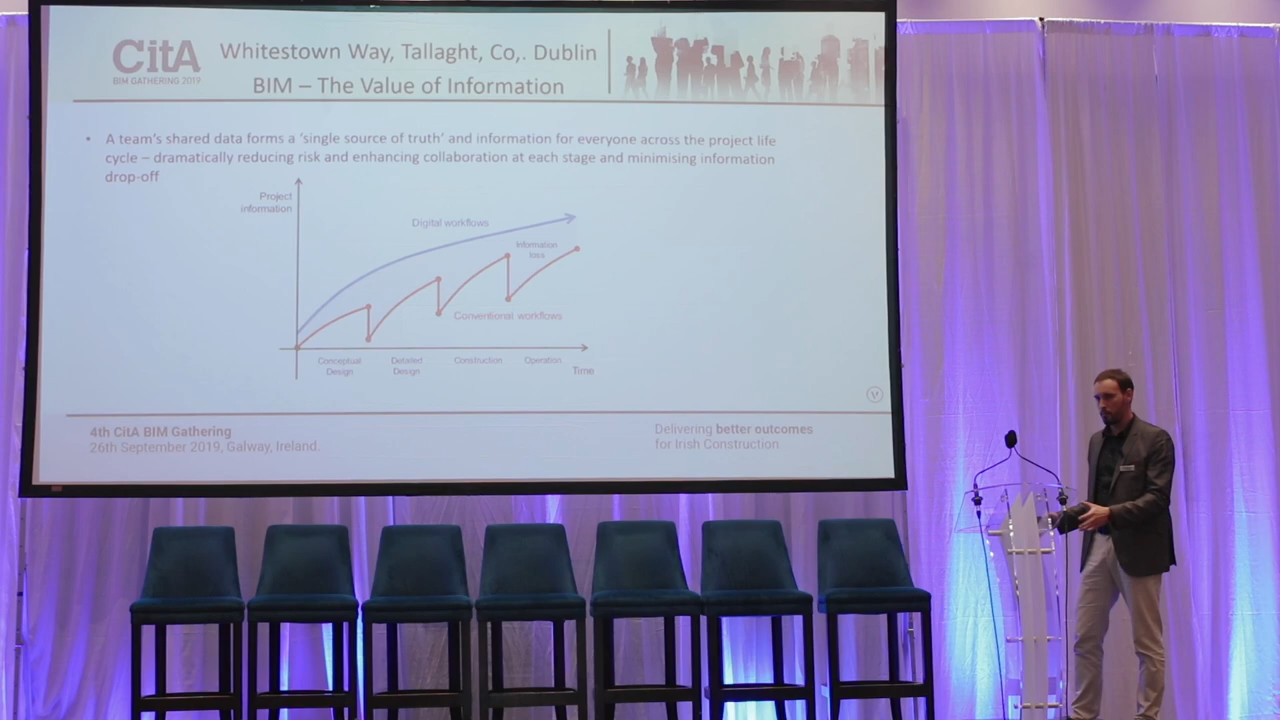 CitA
BIM GATHERING 2019
Whitestown Way, Tallaght, Co,. Dublin
BIM – The Value of Information
• A team's shared data forms a 'single source of truth' and information for everyone across the project life
cycle – dramatically reducing risk and enhancing collaboration at each stage and minimising information
drop-off
Project
information
Digital workflows
Information
loss
Conventional workflows
Conceptual
Design
Detailed
Design
Construction
Operation
Time
4th CitA BIM Gathering
26th September 2019, Galway, Ireland.
Delivering better outcomes
for Irish Construction